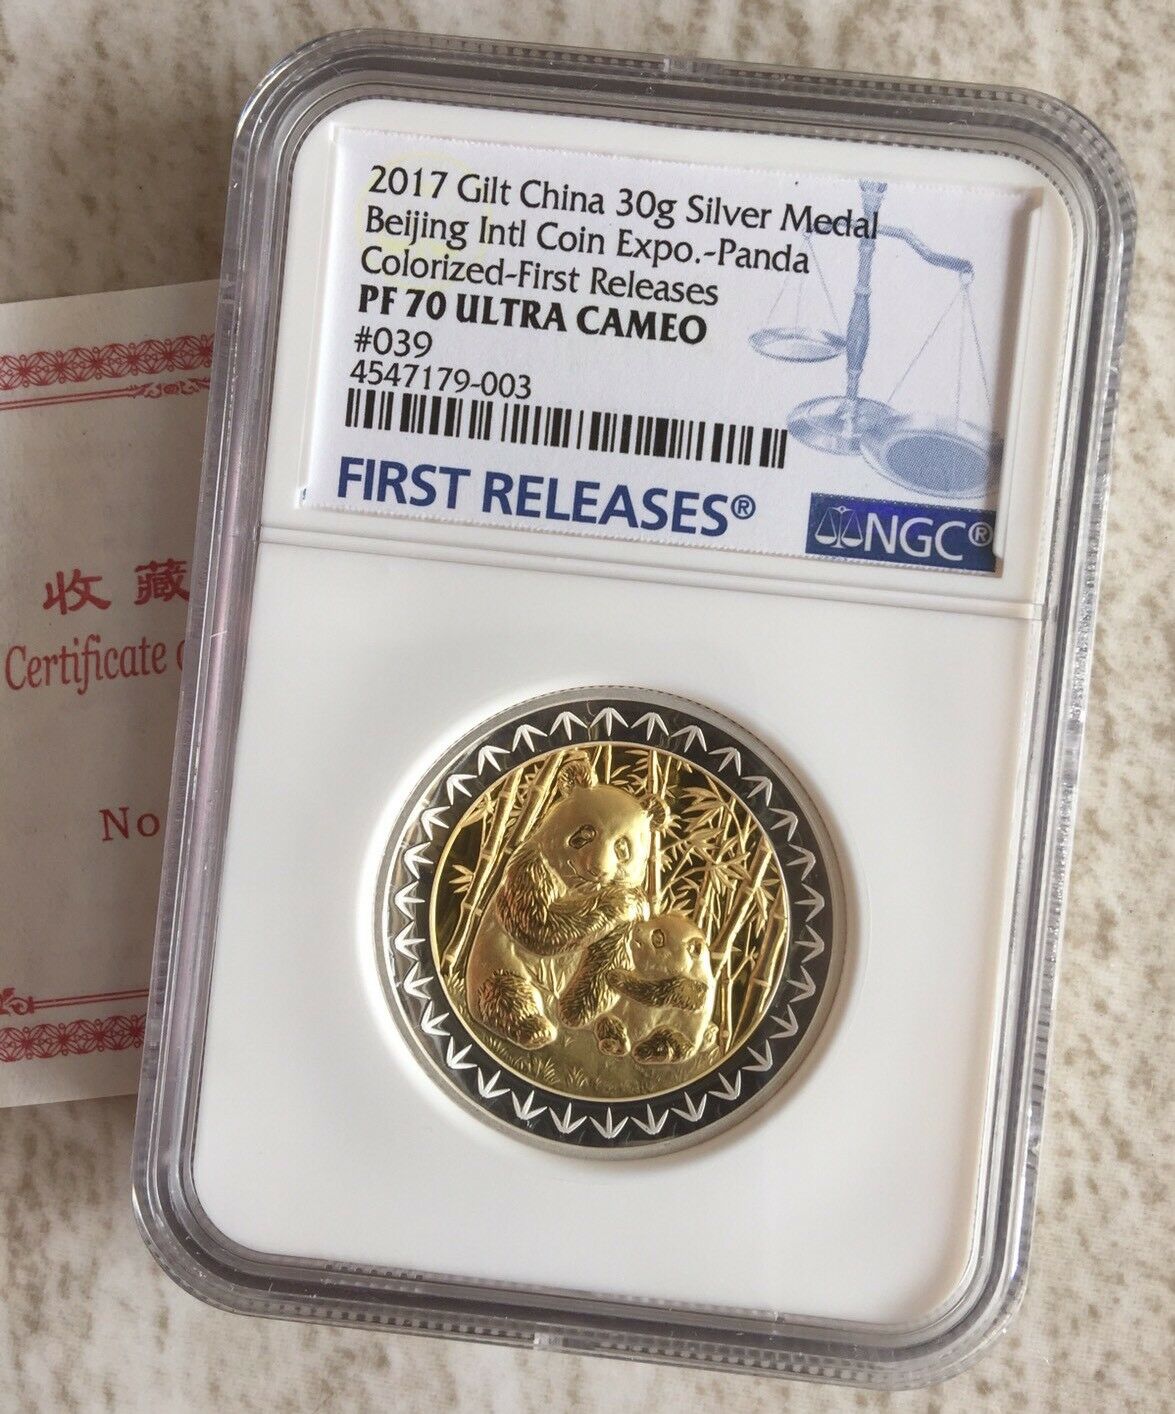 2017 Gilt China 30g Silver Medal
Beijing Intl Coin Expo.-Panda
Colorized-First Releases
PF 70 ULTRA CAMEO
#039
4547179-003
FIRST RELEASES®
NGC®
收藏
Certificate
No